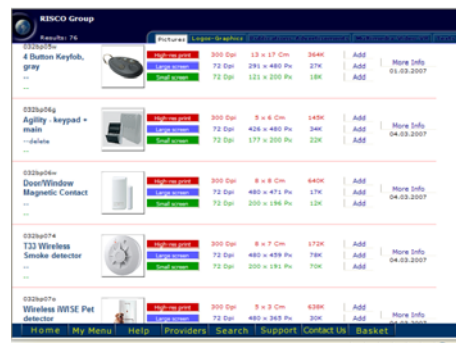 RISCO Group
Results: 76
Pictures Logos-Graphics
032bp05w
4 Button Keyfob, gray
--
--
High-res print 300 Dpi 13 x 17 Cm 364K Add
Large screen 72 Dpi 291 x 480 Px 27K Add
Small screen 72 Dpi 121 x 200 Px 18K Add
More Info
01.03.2007
032bp06g
Agility - keypad + main
--delete
--
High-res print 300 Dpi 5 x 6 Cm 145K Add
Large screen 72 Dpi 426 x 480 Px 34K Add
Small screen 72 Dpi 177 x 200 Px 22K Add
More Info
04.03.2007
032bp06w
Door/Window Magnetic Contact
--
--
High-res print 300 Dpi 8 x 8 Cm 640K Add
Large screen 72 Dpi 480 x 471 Px 17K Add
Small screen 72 Dpi 200 x 196 Px 12K Add
More Info
04.03.2007
032bp074
T33 Wireless Smoke detector
--
--
High-res print 300 Dpi 8 x 7 Cm 172K Add
Large screen 72 Dpi 480 x 459 Px 78K Add
Small screen 72 Dpi 200 x 191 Px 70K Add
More Info
04.03.2007
032bp07o
Wireless iWISE Pet detector
High-res print 300 Dpi 5 x 3 Cm 638K Add
Large screen 72 Dpi 480 x 365 Px 30K Add
More Info
Home My Menu Help Providers Search Support Contact Us Basket